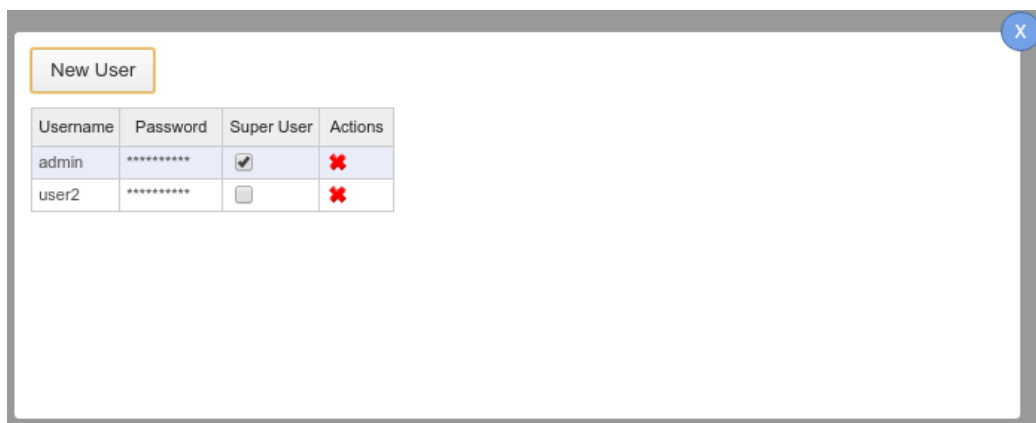 X
New User
Username Password Super User Actions
admin **********
user2 **********